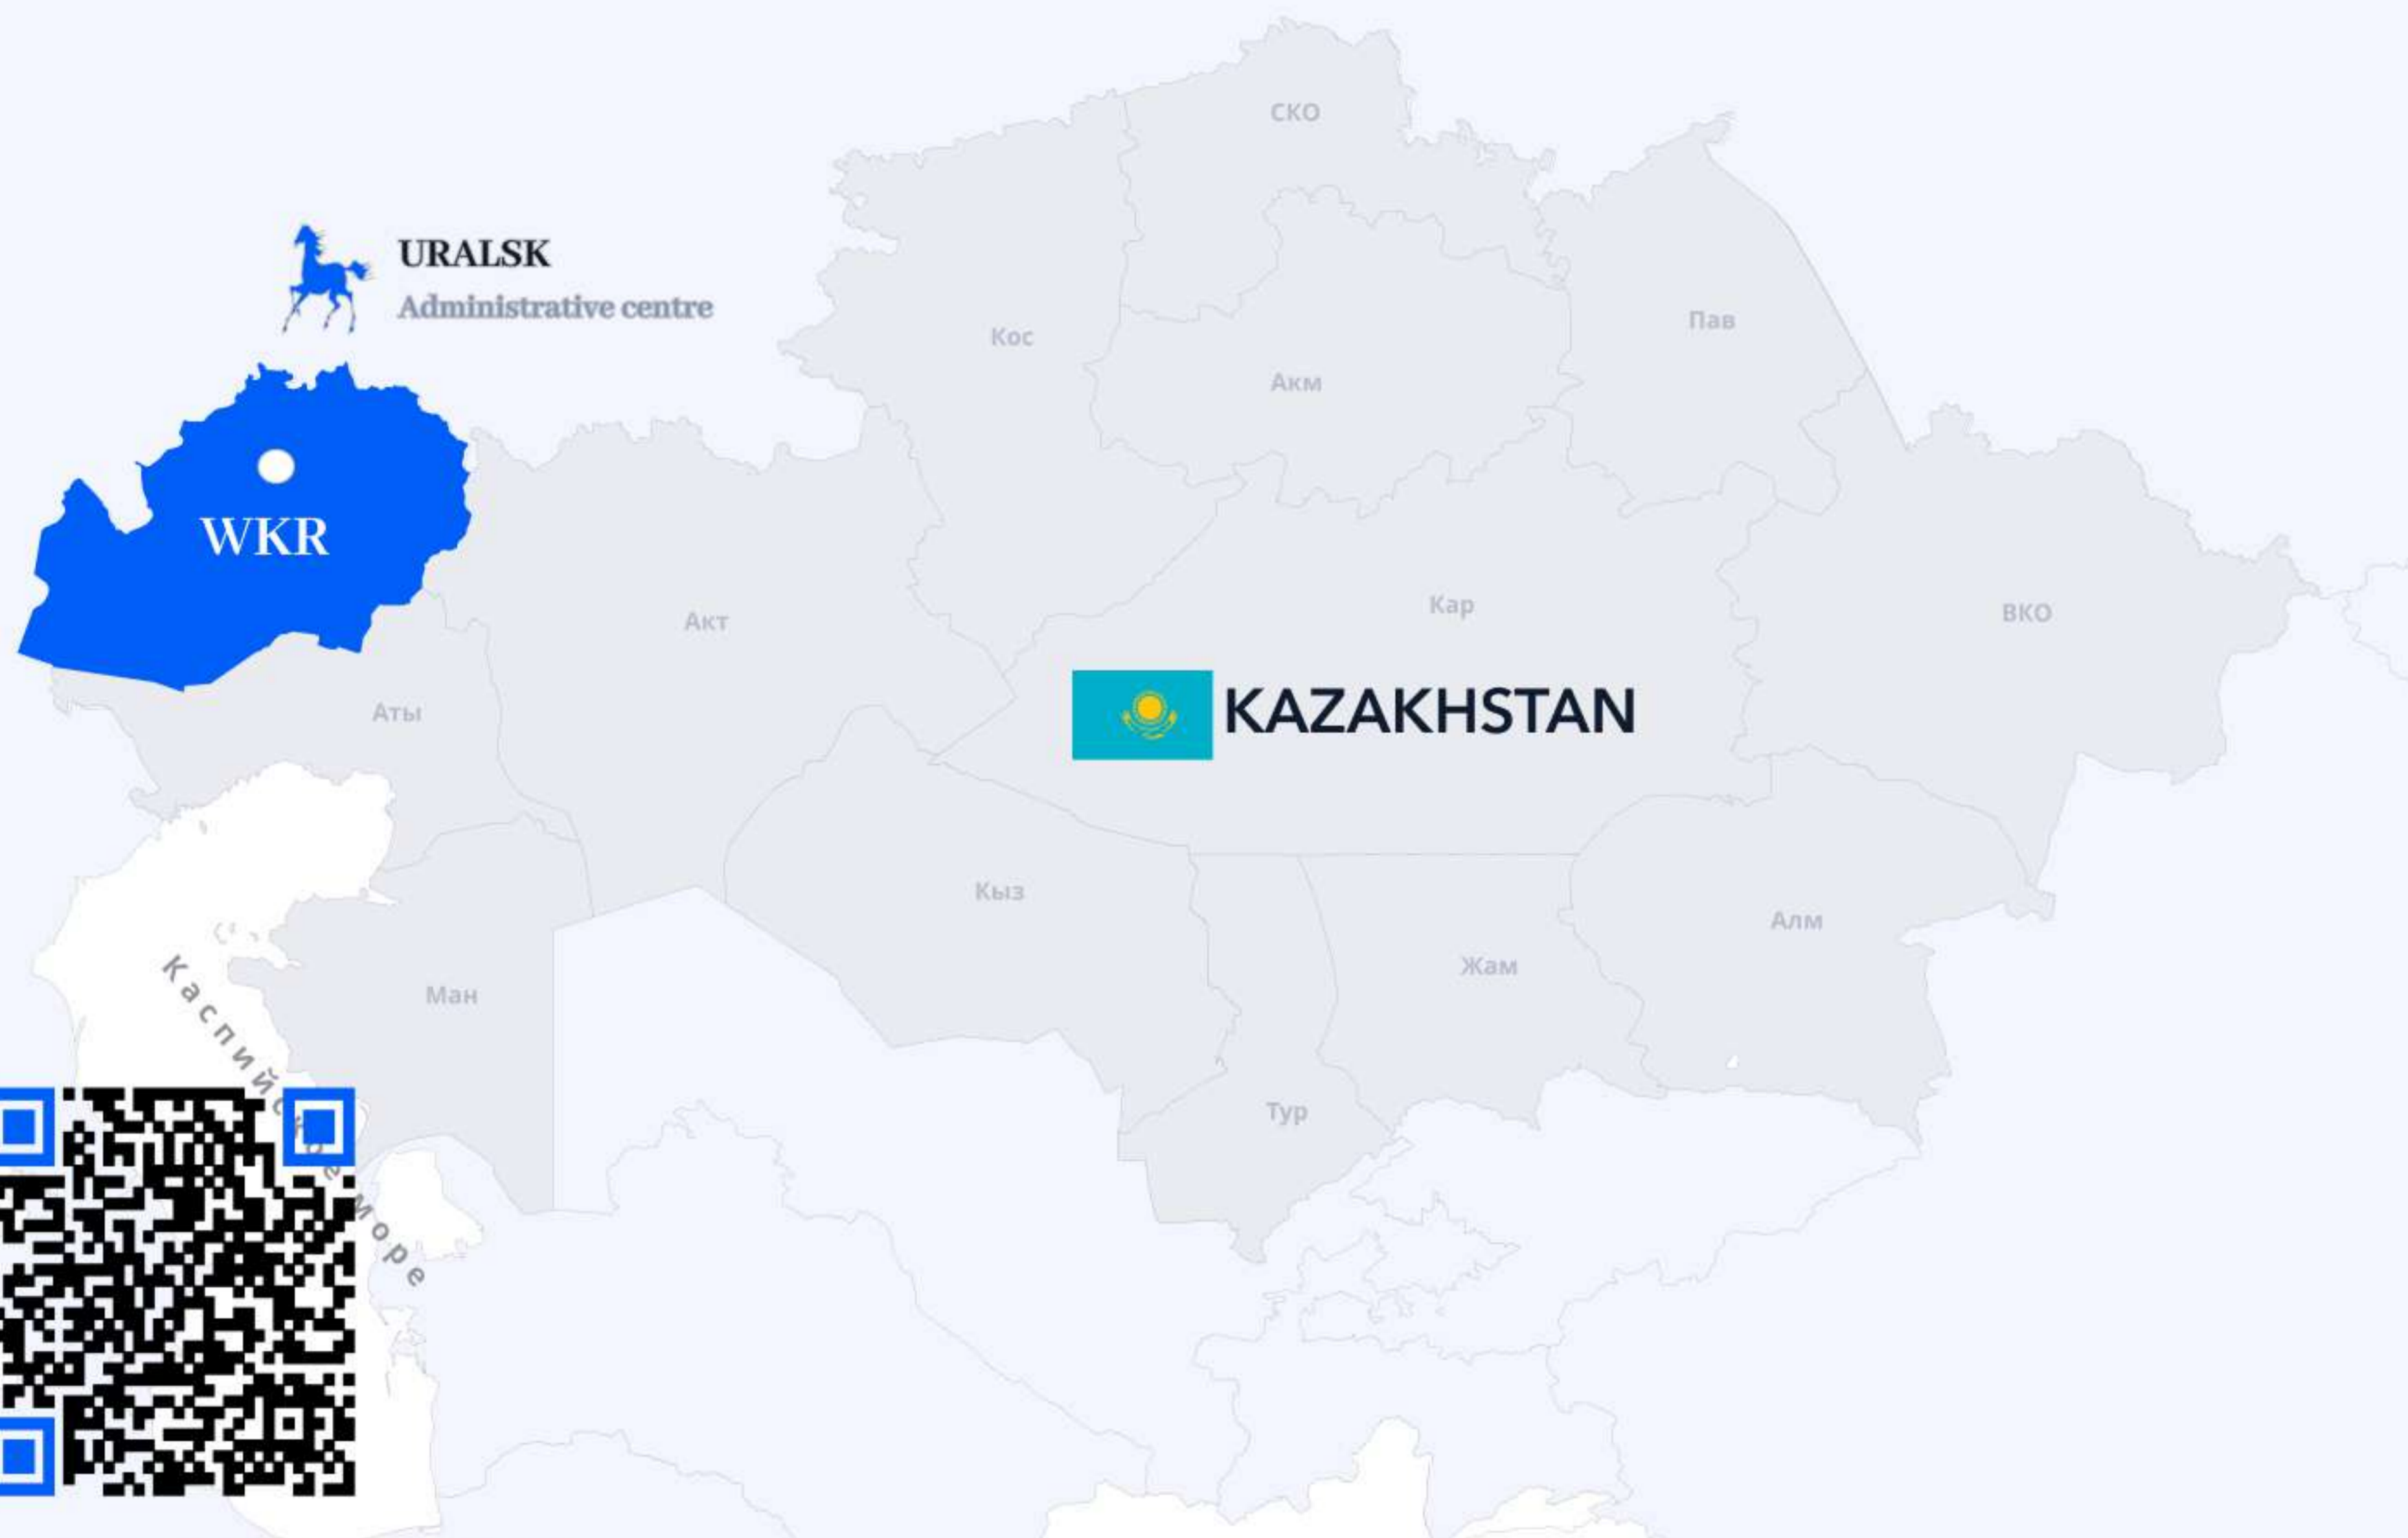 СКО
URALSK
Administrative centre
Пав
Кос
Акм
WKR
Кар
ВКО
Акт
KAZAKHSTAN
Аты
Кыз
Алм
Жам
Ман
Каспийское море
Тур